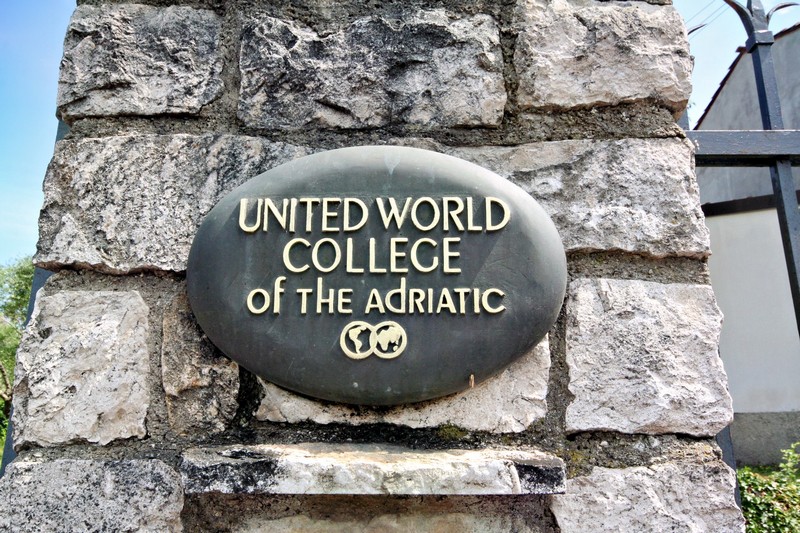 UNITED WORLD
COLLEGE
of THE AdRIATIC